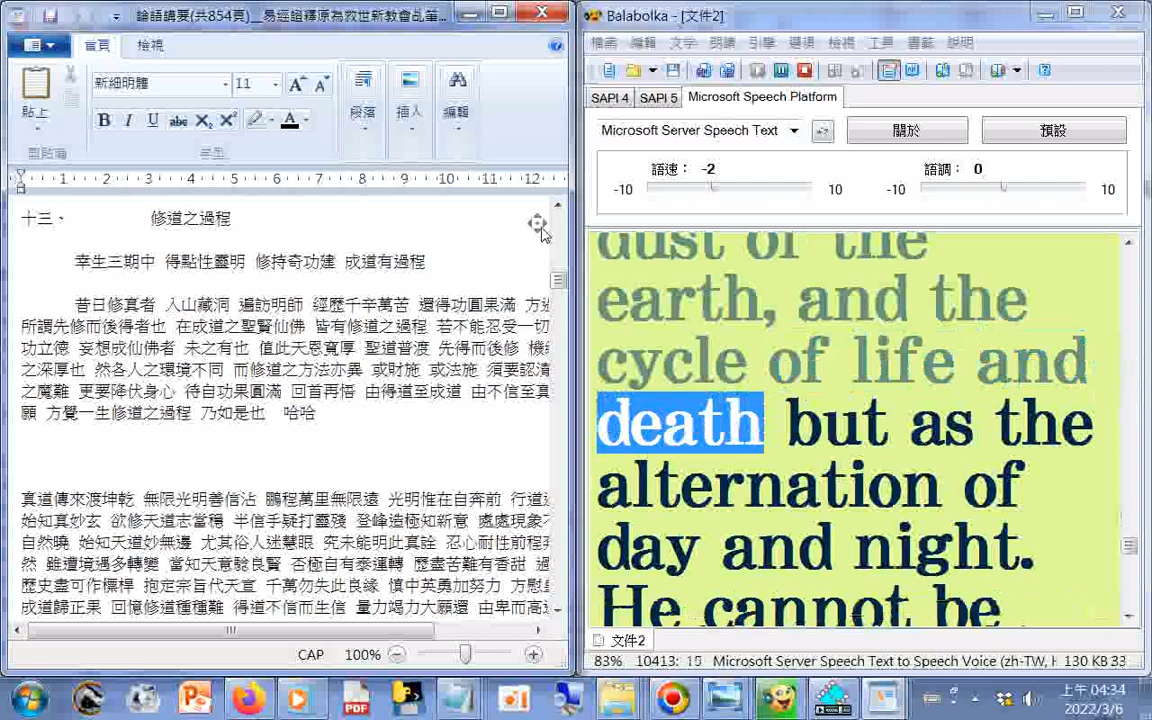 論語講要(共854頁)__易經證釋原為救世新教會乩筆...
首頁 檢視
新細明體 11
貼上
段落
插入
編輯
剪貼簿
字型
1 2 3 4 5 6 7 8 9 10 11 12
十三、 修道之過程
幸生三期中 得點性靈明 修持奇功建 成道有過程
昔日修真者 入山藏洞 遍訪明師 經歷千辛萬苦 還得功圓果滿 方
所謂先修而後得者也 在成道之聖賢仙佛 皆有修道之過程 若不能忍受一切
功立德 妄想成仙佛者 未之有也 值此天恩寬厚 聖道普渡 先得而後修
之深厚也 然各人之環境不同 而修道之方法亦異 或財施 或法施 須要認清
之魔難 更要降伏身心 待自功果圓滿 回首再悟 由得道至成道 由不信至真
願 方覺一生修道之過程 乃如是也 哈哈
真道傳來渡坤乾 無限光明善信沾 鵬程萬里無限遠 光明惟在自奔前 行道
始知真妙玄 欲修天道志當穩 半信半疑打靈殘 登峰造極知新意 處處現象
自然曉 始知天道妙無邊 尤其俗人迷慧眼 究未能明此真詮 忍心耐性前程
然 雖遭境遇多轉變 當知天意驗良賢 否極自有泰運轉 歷盡苦難有香甜
歷史盡可作標桿 抱定宗旨代天宣 千萬勿失此良緣 慎中英勇加努力 方慰
成道歸正果 回憶修道種種難 得道不信而生信 量力竭力大願還 由卑而高
CAP 100%
Balabolka - [文件2]
檔案 編輯 文字 朗讀 引擎 選項 檢視 工具 書籤 說明
SAPI 4 SAPI 5 Microsoft Speech Platform
Microsoft Server Speech Text
關於 預設
語速: -2 語調: 0
-10 10 -10 10
dust of the
earth, and the
cycle of life and
death but as the
alternation of
day and night.
He cannot be
文件2
83% 10413: 15 Microsoft Server Speech Text to Speech Voice (zh-TW, H 130 KB 33
上午 04:34
2022/3/6